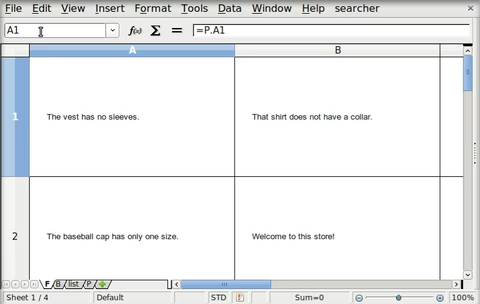 File Edit View Insert Format Tools Data Window Help searcher
A1 f(x) Σ = =P.A1
A B
1 The vest has no sleeves. That shirt does not have a collar.
2 The baseball cap has only one size. Welcome to this store!
F B list P
Sheet 1 / 4 Default STD Sum=0 100%